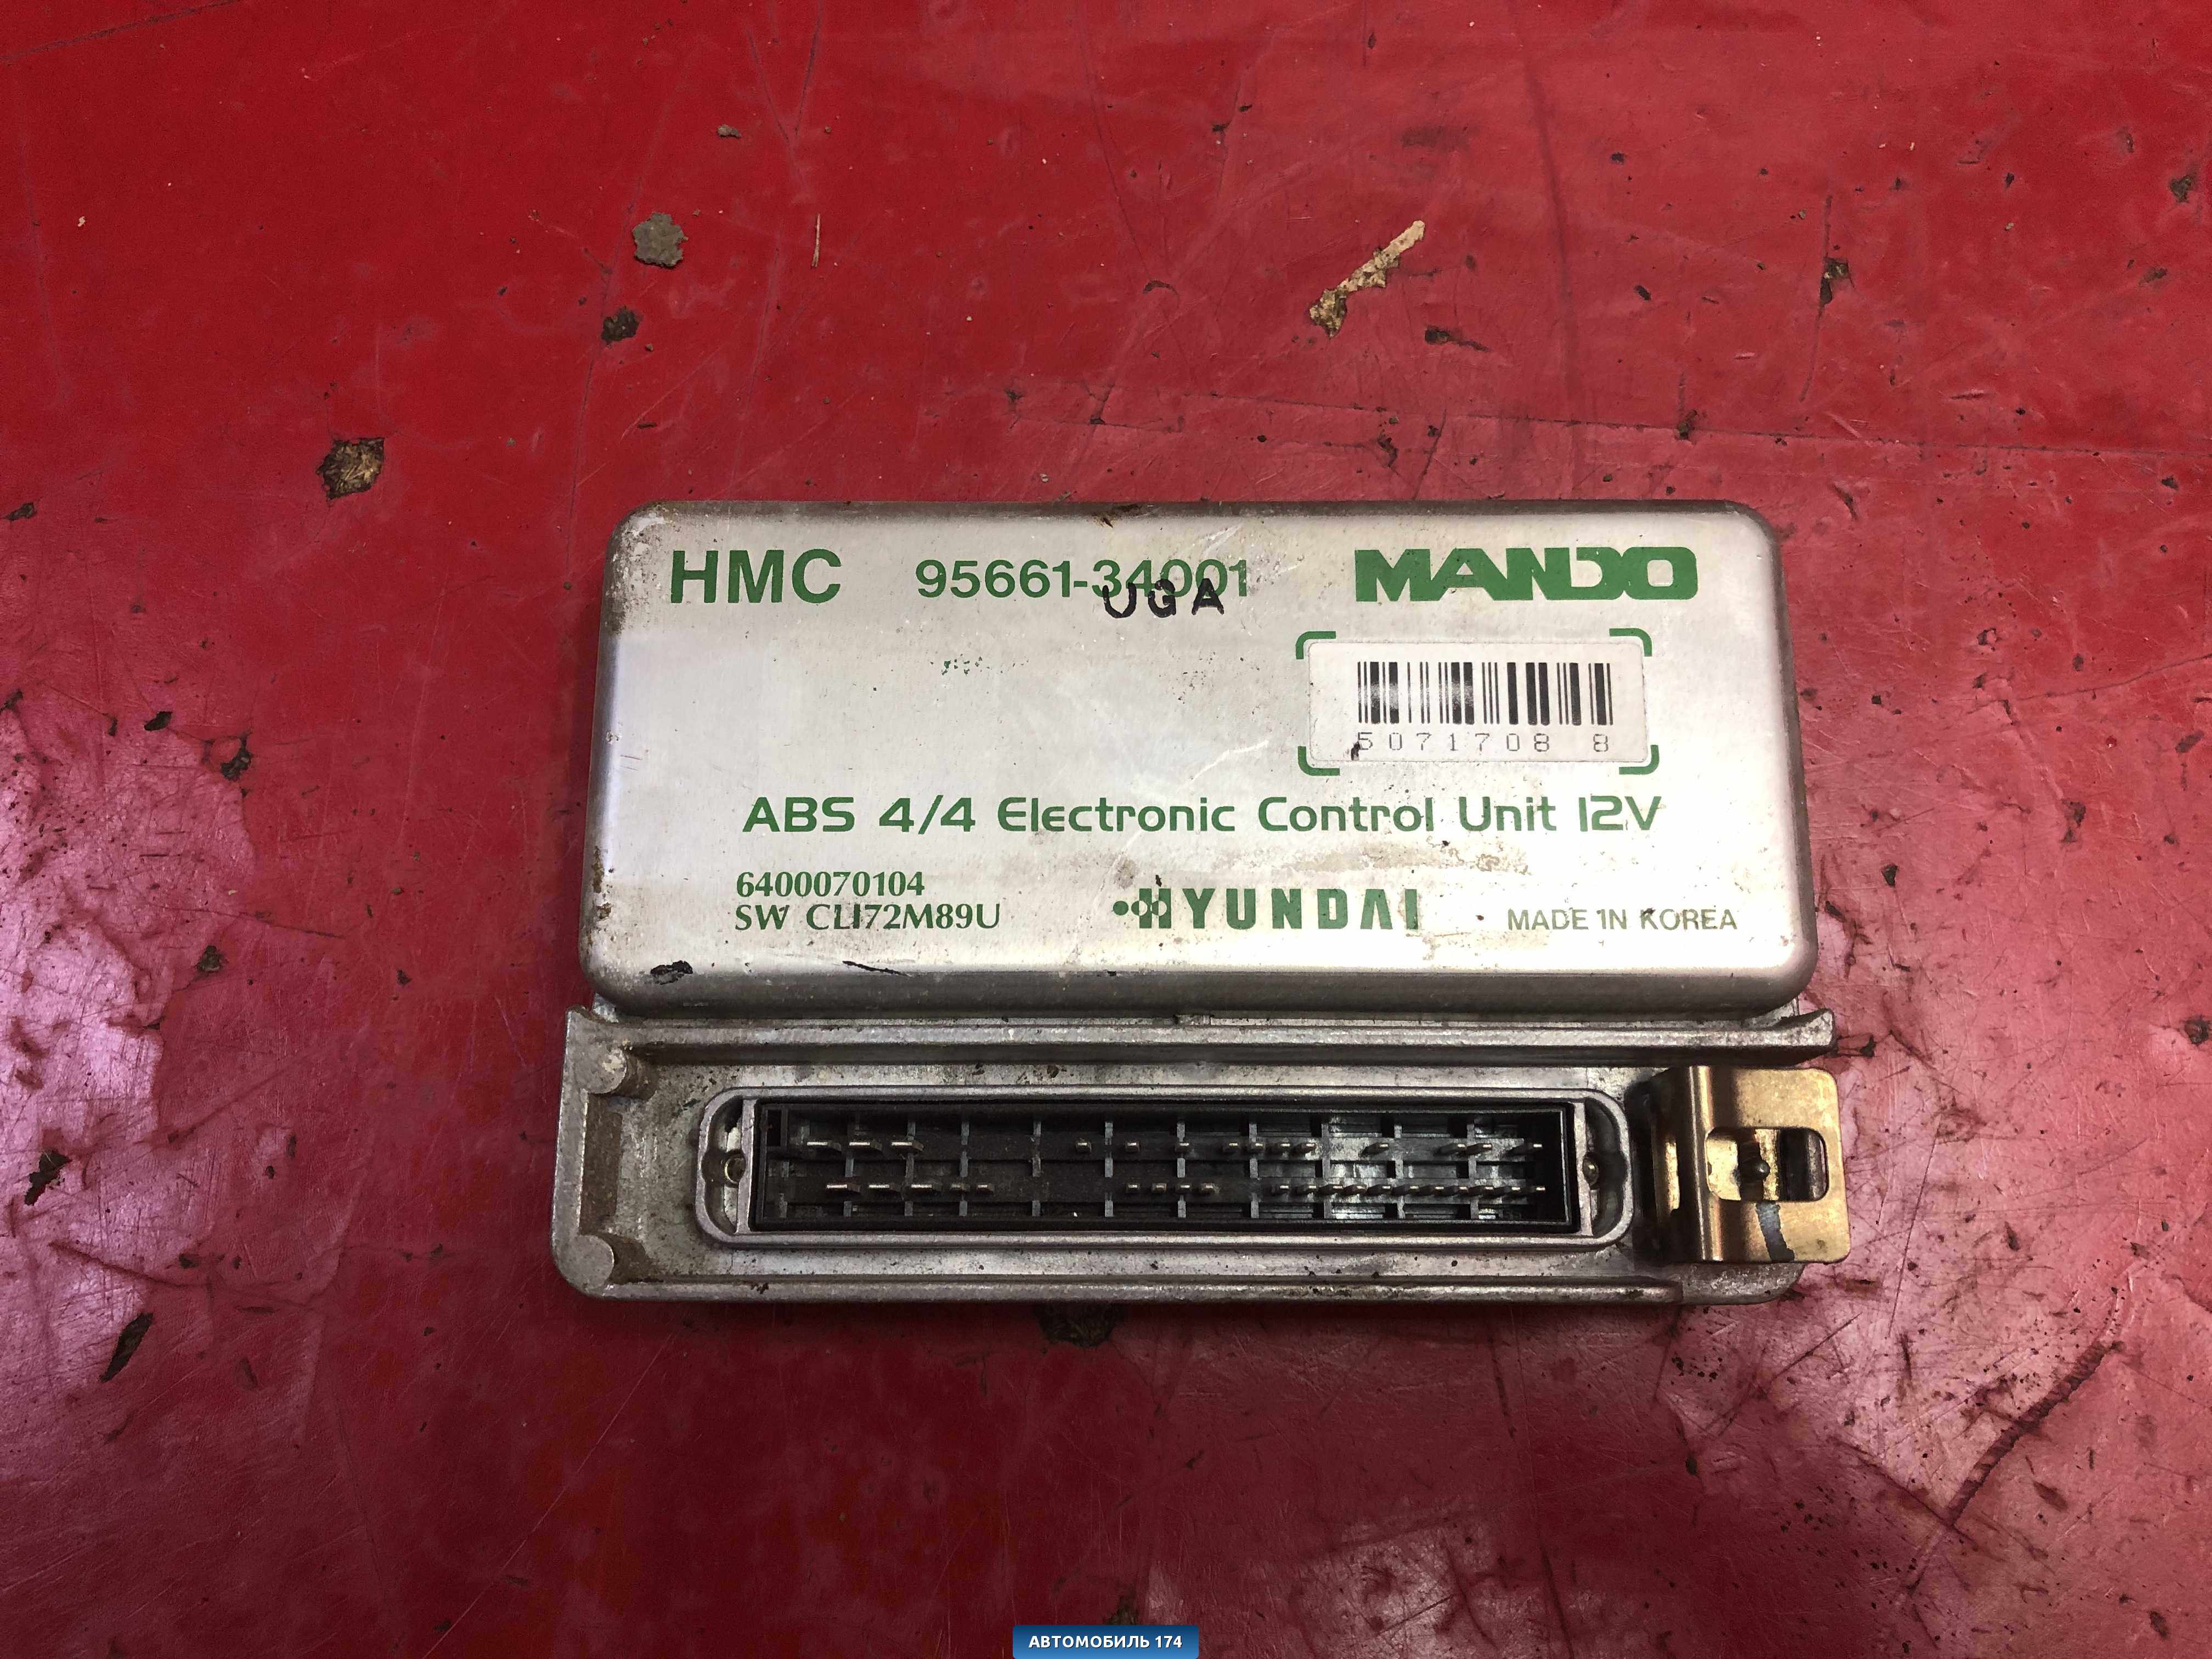 HMC 95661-34001 MANDO
UGA
5071708 8
ABS 4/4 Electronic Control Unit 12V
6400070104
SW CL172M89U
HYUNDAI MADE IN KOREA
АВТОМОБИЛЬ 174